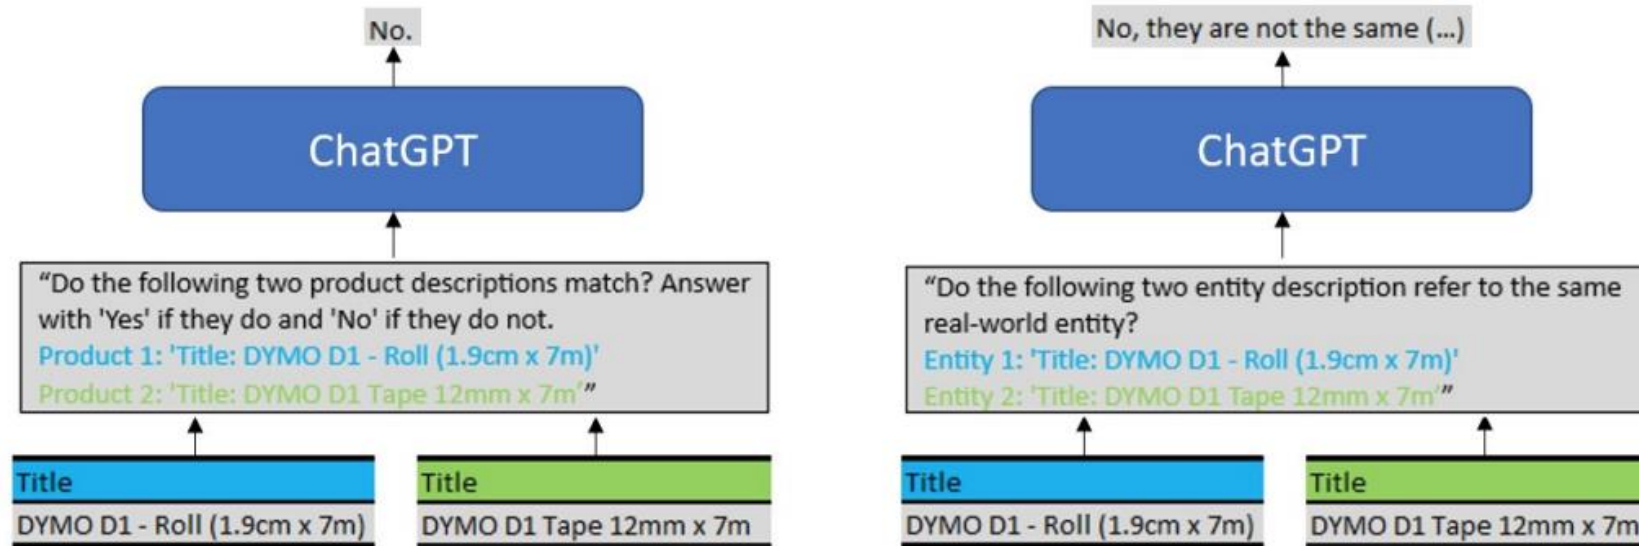 No.
ChatGPT
“Do the following two product descriptions match? Answer
with 'Yes' if they do and 'No' if they do not.
Product 1: 'Title: DYMO D1 - Roll (1.9cm x 7m)'
Product 2: 'Title: DYMO D1 Tape 12mm x 7m'”
Title
DYMO D1 - Roll (1.9cm x 7m)
Title
DYMO D1 Tape 12mm x 7m
No, they are not the same (...)
ChatGPT
“Do the following two entity description refer to the same
real-world entity?
Entity 1: 'Title: DYMO D1 - Roll (1.9cm x 7m)'
Entity 2: 'Title: DYMO D1 Tape 12mm x 7m'”
Title
DYMO D1 - Roll (1.9cm x 7m)
Title
DYMO D1 Tape 12mm x 7m